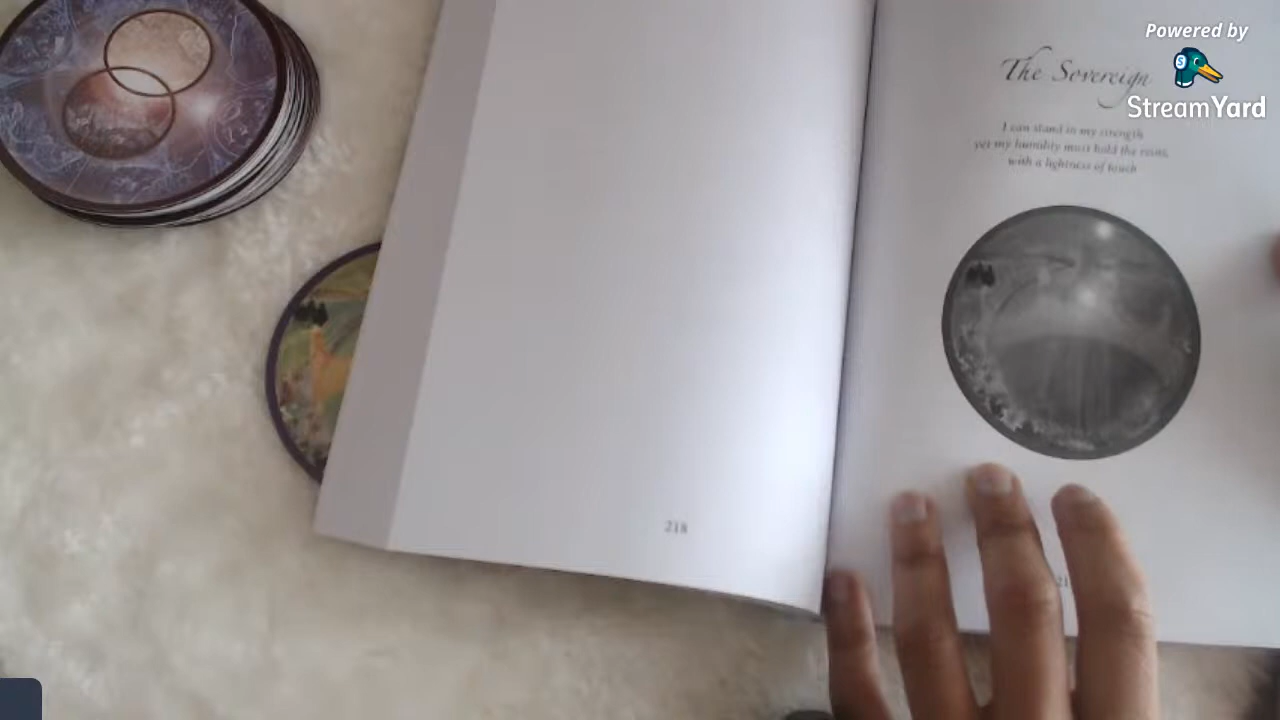 Powered by
StreamYard
The Sovereign
I can stand in my strength
yet my humility must hold the reins,
with a lightness of touch
218